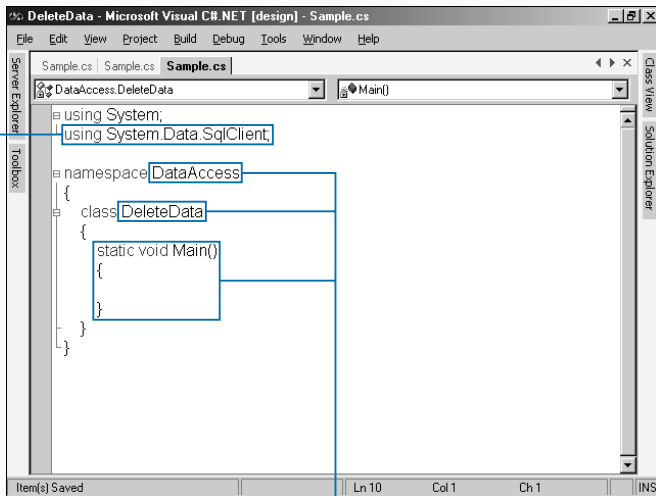 DeleteData - Microsoft Visual C#.NET [design] - Sample.cs
File Edit View Project Build Debug Tools Window Help
Sample.cs Sample.cs Sample.cs
DataAccess.DeleteData Main()
Server Explorer
Toolbox
using System;
using System.Data.SqlClient;
namespace DataAccess
{
class DeleteData
{
static void Main()
{
}
}
}
Class View
Solution Explorer
Item(s) Saved Ln 10 Col 1 Ch 1 INS